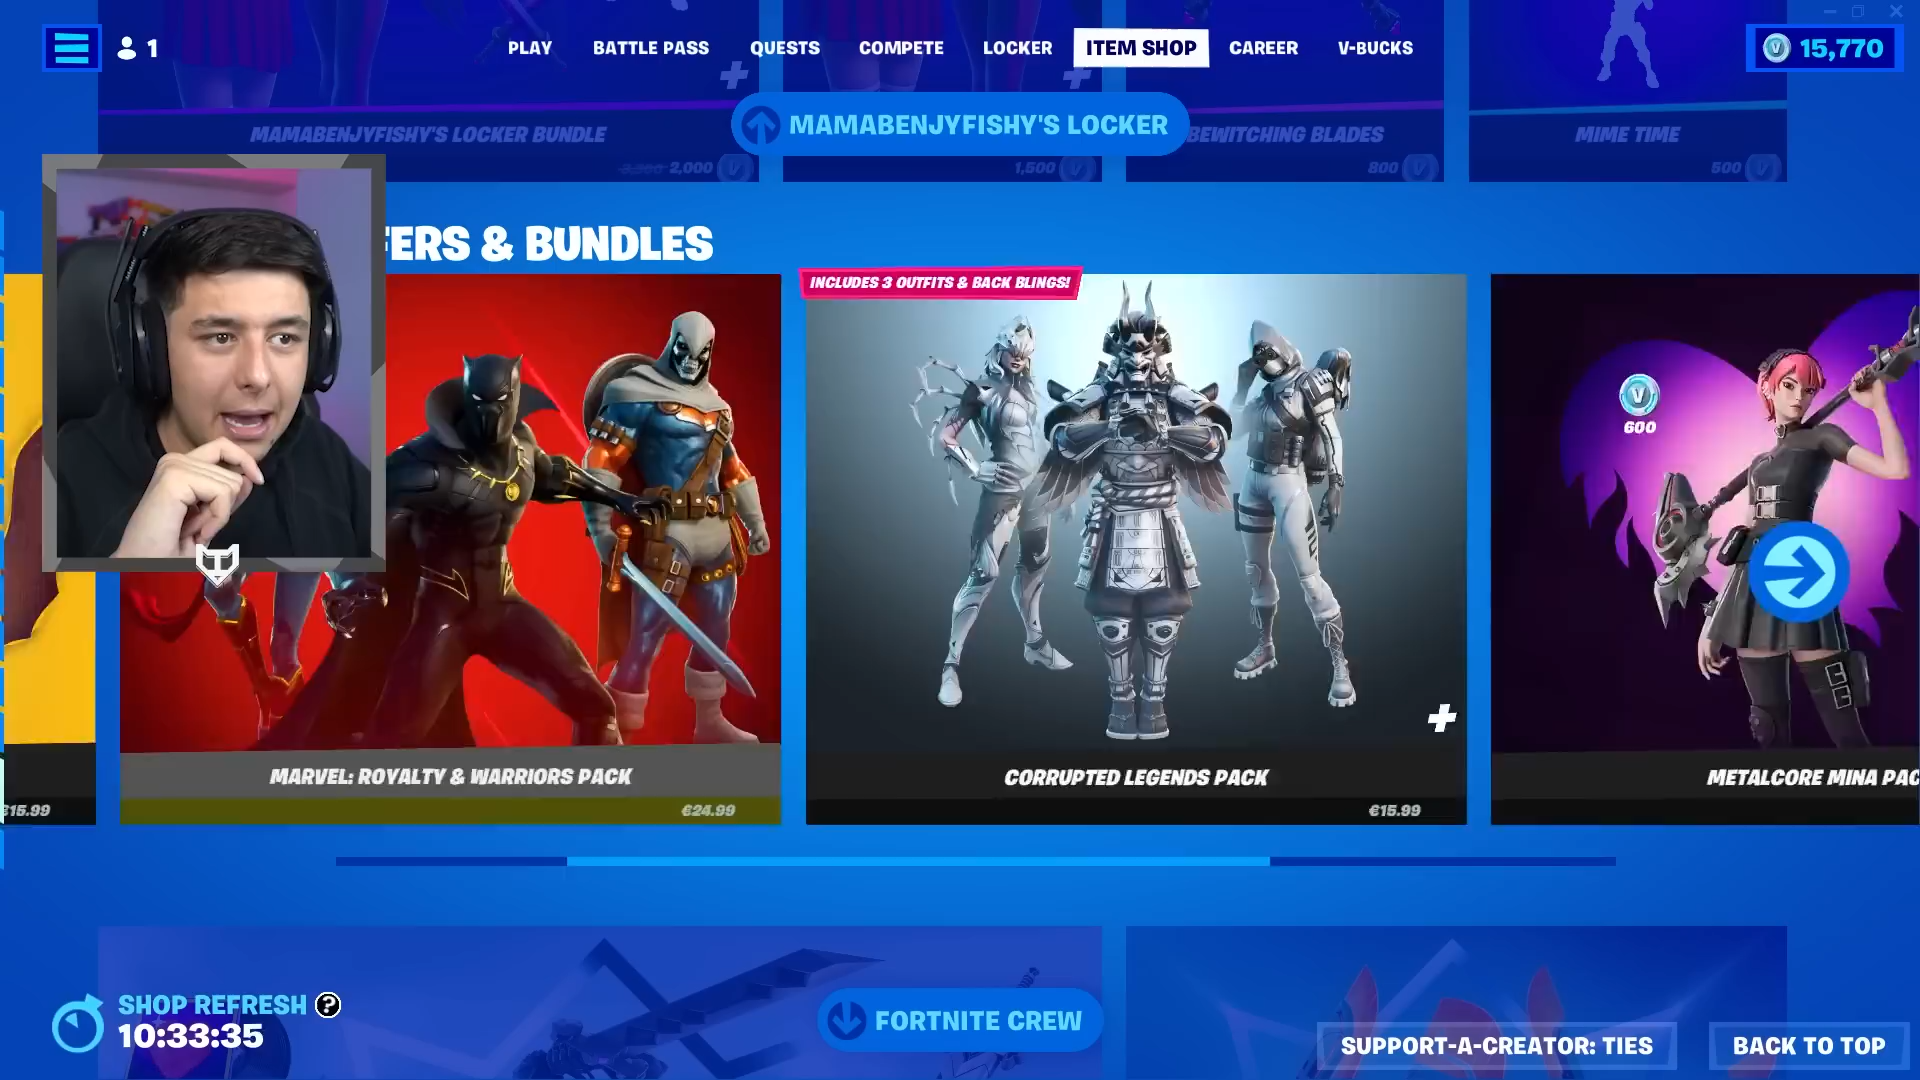 1
PLAY
BATTLE PASS
QUESTS
COMPETE
LOCKER
ITEM SHOP
CAREER
V-BUCKS
15,770
MAMABENJYFISHY'S LOCKER
MAMABENJYFISHY'S LOCKER BUNDLE
2,000
1,500
BEWITCHING BLADES
800
MIME TIME
500
FERS & BUNDLES
INCLUDES 3 OUTFITS & BACK BLINGS!
600
€15.99
MARVEL: ROYALTY & WARRIORS PACK
€24.99
CORRUPTED LEGENDS PACK
€15.99
METALCORE MINA PAC
SHOP REFRESH ?
10:33:35
FORTNITE CREW
SUPPORT-A-CREATOR: TIES
BACK TO TOP